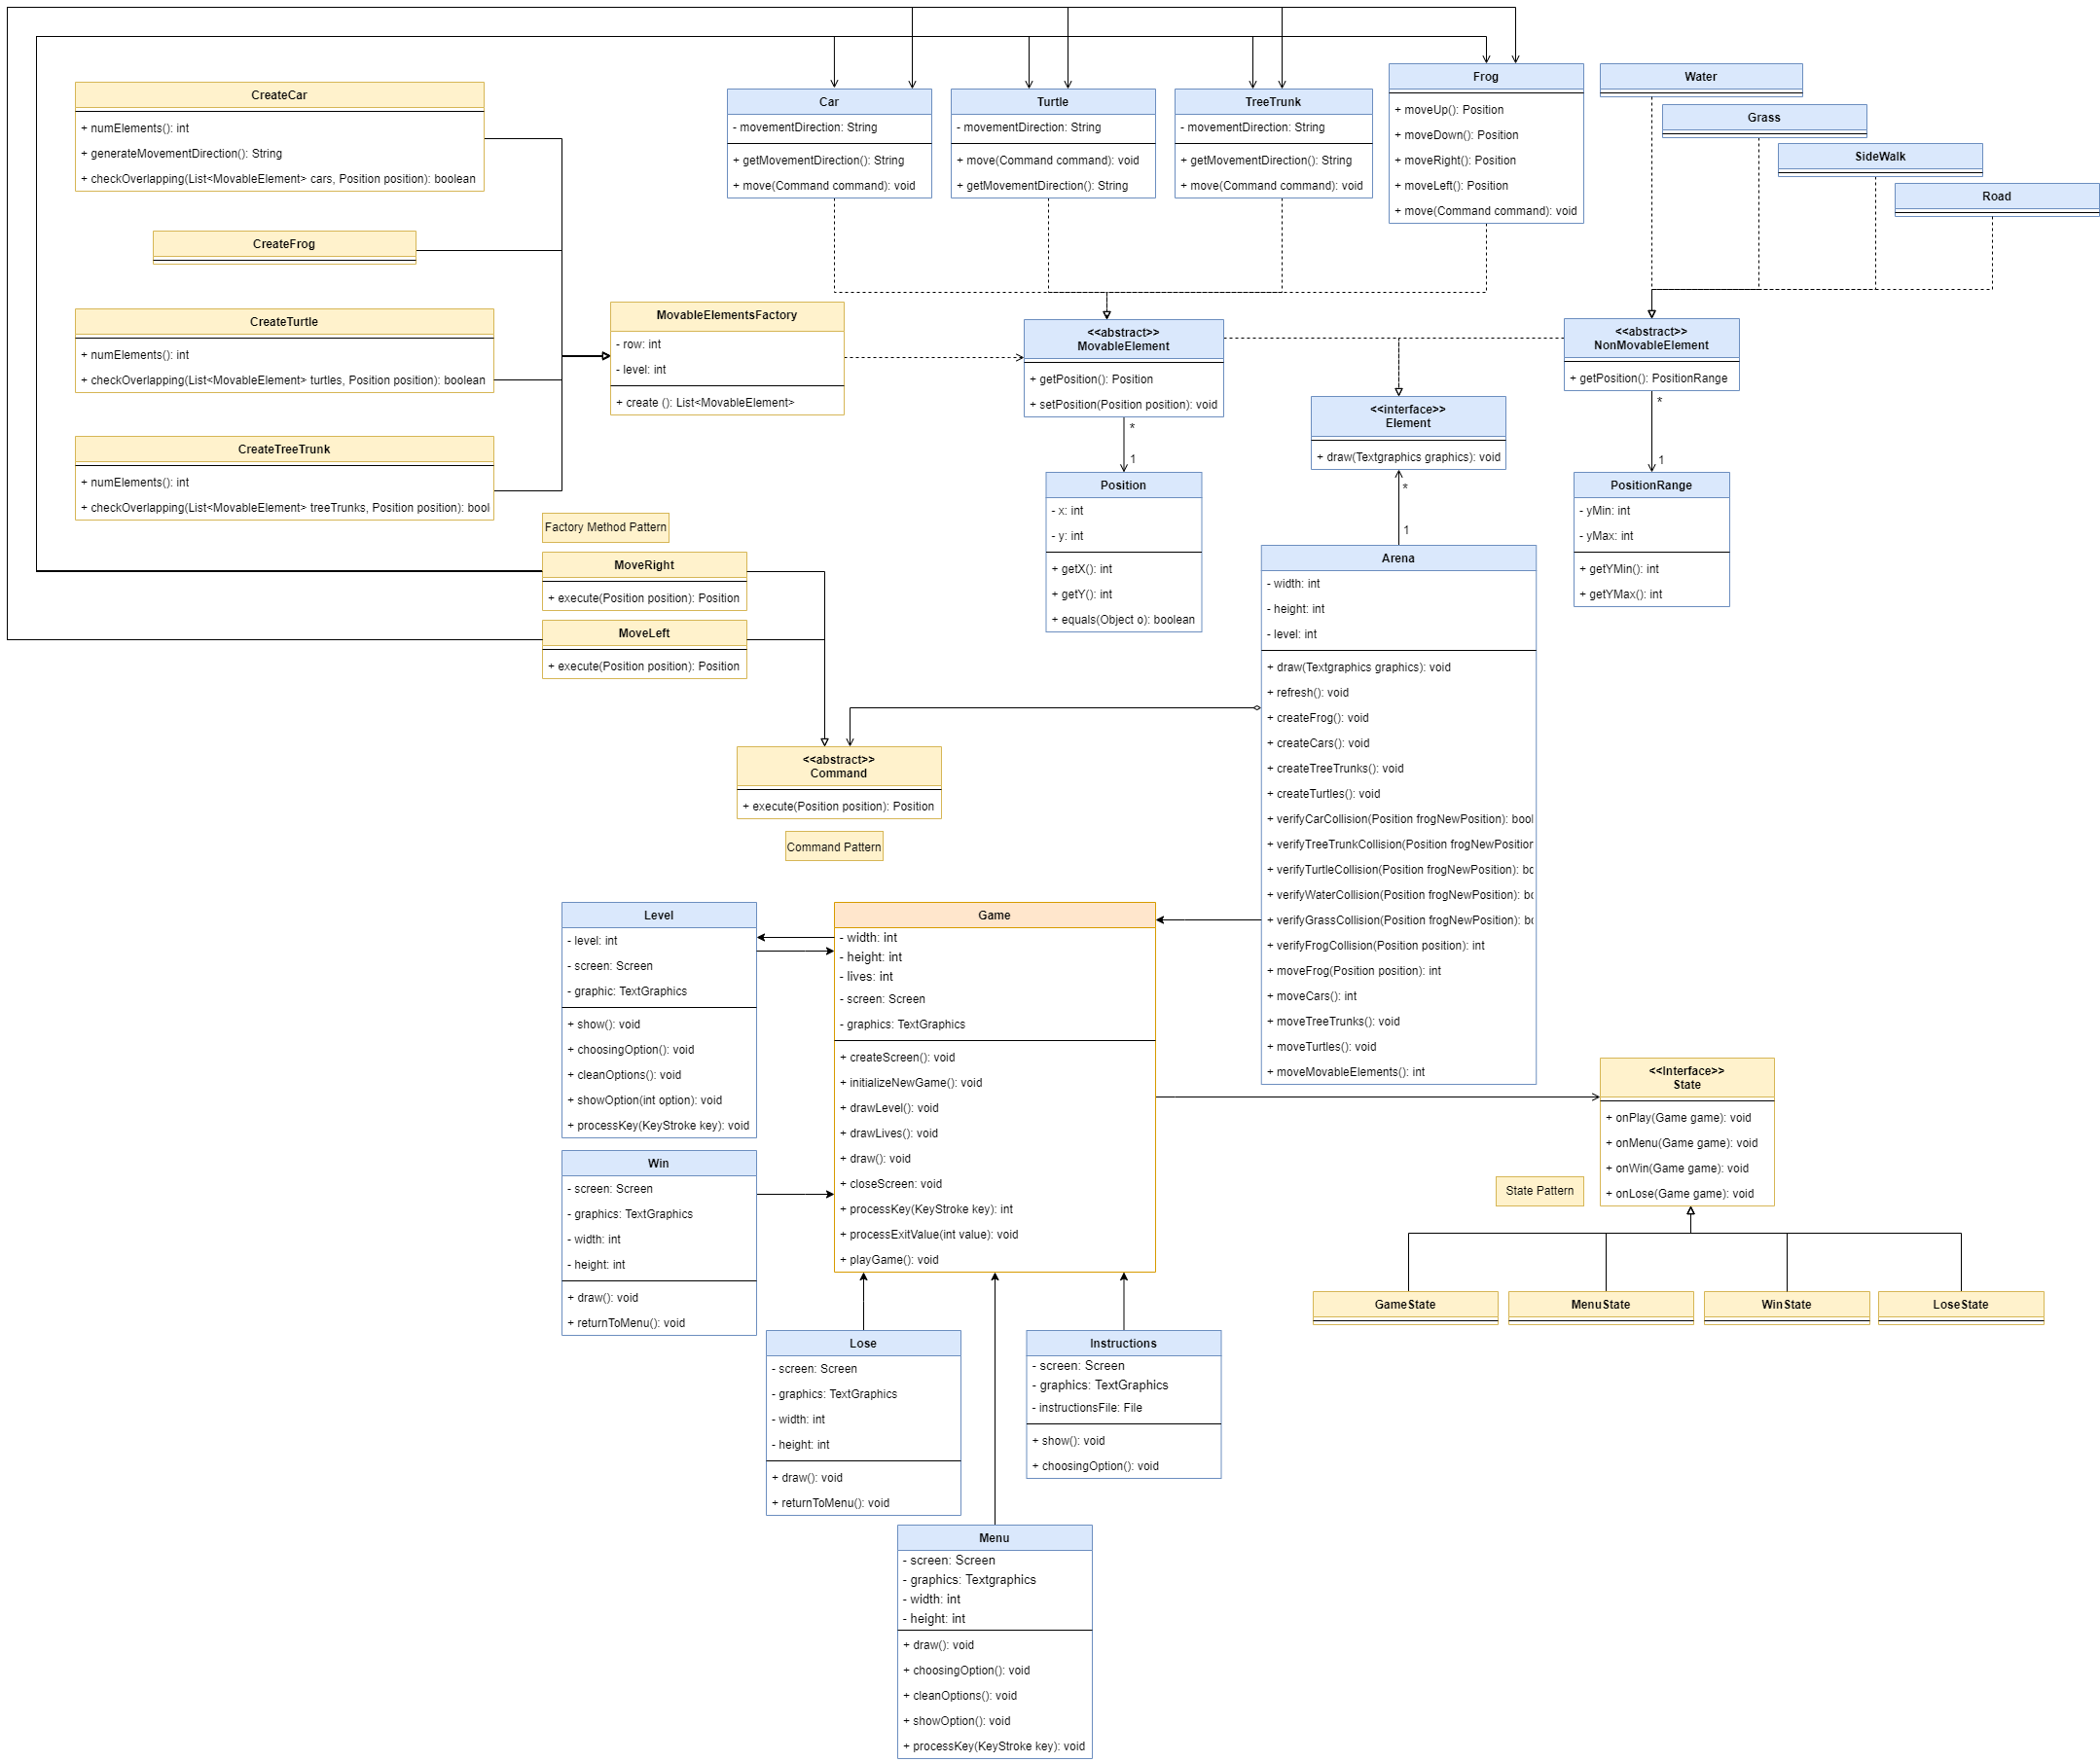 CreateCar
+ numElements(): int
+ generateMovementDirection(): String
+ checkOverlapping(List<MovableElement> cars, Position position): boolean
CreateFrog
CreateTurtle
+ numElements(): int
+ checkOverlapping(List<MovableElement> turtles, Position position): boolean
CreateTreeTrunk
+ numElements(): int
+ checkOverlapping(List<MovableElement> treeTrunks, Position position): bool
MovableElementsFactory
- row: int
- level: int
+ create (): List<MovableElement>
Factory Method Pattern
Car
- movementDirection: String
+ getMovementDirection(): String
+ move(Command command): void
Turtle
- movementDirection: String
+ move(Command command): void
+ getMovementDirection(): String
TreeTrunk
- movementDirection: String
+ getMovementDirection(): String
+ move(Command command): void
Frog
+ moveUp(): Position
+ moveDown(): Position
+ moveRight(): Position
+ moveLeft(): Position
+ move(Command command): void
Water
Grass
SideWalk
Road
<<abstract>>
MovableElement
+ getPosition(): Position
+ setPosition(Position position): void
*
1
<<abstract>>
NonMovableElement
+ getPosition(): PositionRange
*
1
<<interface>>
Element
+ draw(Textgraphics graphics): void
*
1
Position
- x: int
- y: int
+ getX(): int
+ getY(): int
+ equals(Object o): boolean
PositionRange
- yMin: int
- yMax: int
+ getYMin(): int
+ getYMax(): int
MoveRight
+ execute(Position position): Position
MoveLeft
+ execute(Position position): Position
<<abstract>>
Command
+ execute(Position position): Position
Command Pattern
Arena
- width: int
- height: int
- level: int
+ draw(Textgraphics graphics): void
+ refresh(): void
+ createFrog(): void
+ createCars(): void
+ createTreeTrunks(): void
+ createTurtles(): void
+ verifyCarCollision(Position frogNewPosition): bool
+ verifyTreeTrunkCollision(Position frogNewPosition
+ verifyTurtleCollision(Position frogNewPosition): bo
+ verifyWaterCollision(Position frogNewPosition): bo
+ verifyGrassCollision(Position frogNewPosition): bo
+ verifyFrogCollision(Position position): int
+ moveFrog(Position position): int
+ moveCars(): int
+ moveTreeTrunks(): void
+ moveTurtles(): void
+ moveMovableElements(): int
Level
- level: int
- screen: Screen
- graphic: TextGraphics
+ show(): void
+ choosingOption(): void
+ cleanOptions(): void
+ showOption(int option): void
+ processKey(KeyStroke key): void
Game
- width: int
- height: int
- lives: int
- screen: Screen
- graphics: TextGraphics
+ createScreen(): void
+ initializeNewGame(): void
+ drawLevel(): void
+ drawLives(): void
+ draw(): void
+ closeScreen: void
+ processKey(KeyStroke key): int
+ processExitValue(int value): void
+ playGame(): void
Win
- screen: Screen
- graphics: TextGraphics
- width: int
- height: int
+ draw(): void
+ returnToMenu(): void
<<Interface>>
State
+ onPlay(Game game): void
+ onMenu(Game game): void
+ onWin(Game game): void
+ onLose(Game game): void
State Pattern
GameState
MenuState
WinState
LoseState
Lose
- screen: Screen
- graphics: TextGraphics
- width: int
- height: int
+ draw(): void
+ returnToMenu(): void
Instructions
- screen: Screen
- graphics: TextGraphics
- instructionsFile: File
+ show(): void
+ choosingOption(): void
Menu
- screen: Screen
- graphics: Textgraphics
- width: int
- height: int
+ draw(): void
+ choosingOption(): void
+ cleanOptions(): void
+ showOption(): void
+ processKey(KeyStroke key): void